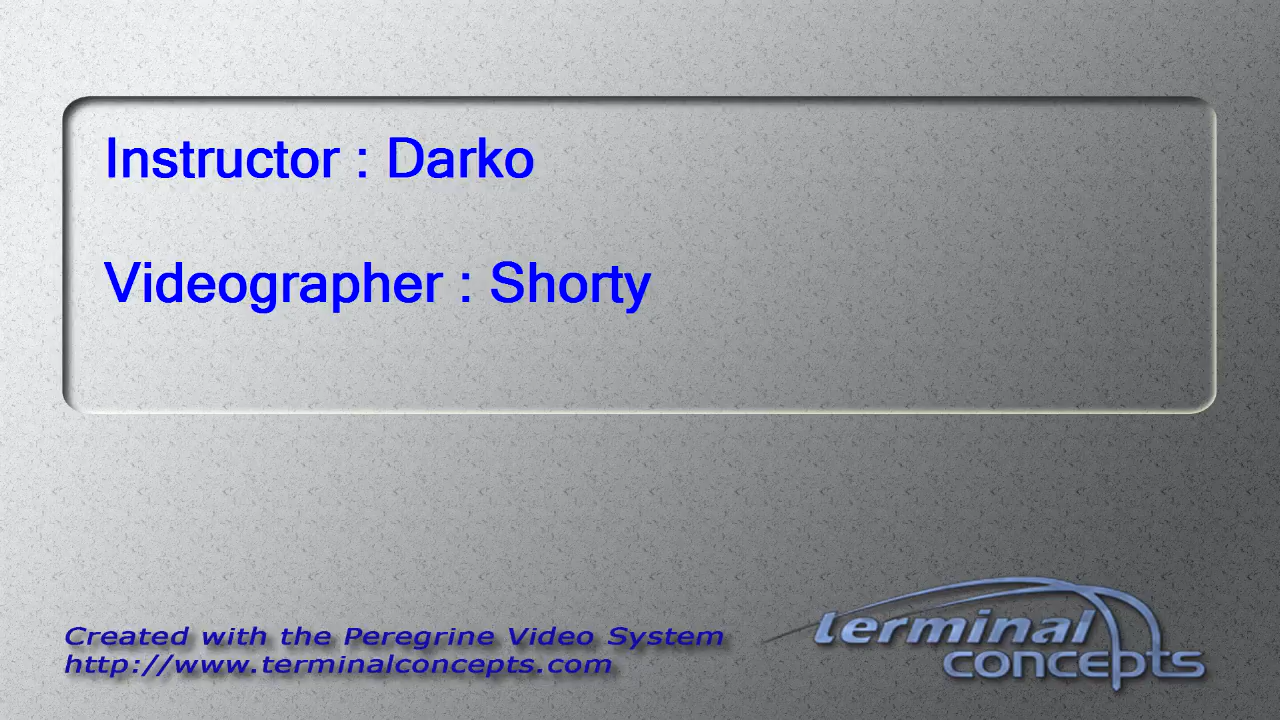 Instructor : Darko
Videographer : Shorty
Created with the Peregrine Video System
http://www.terminalconcepts.com
terminal
concepts